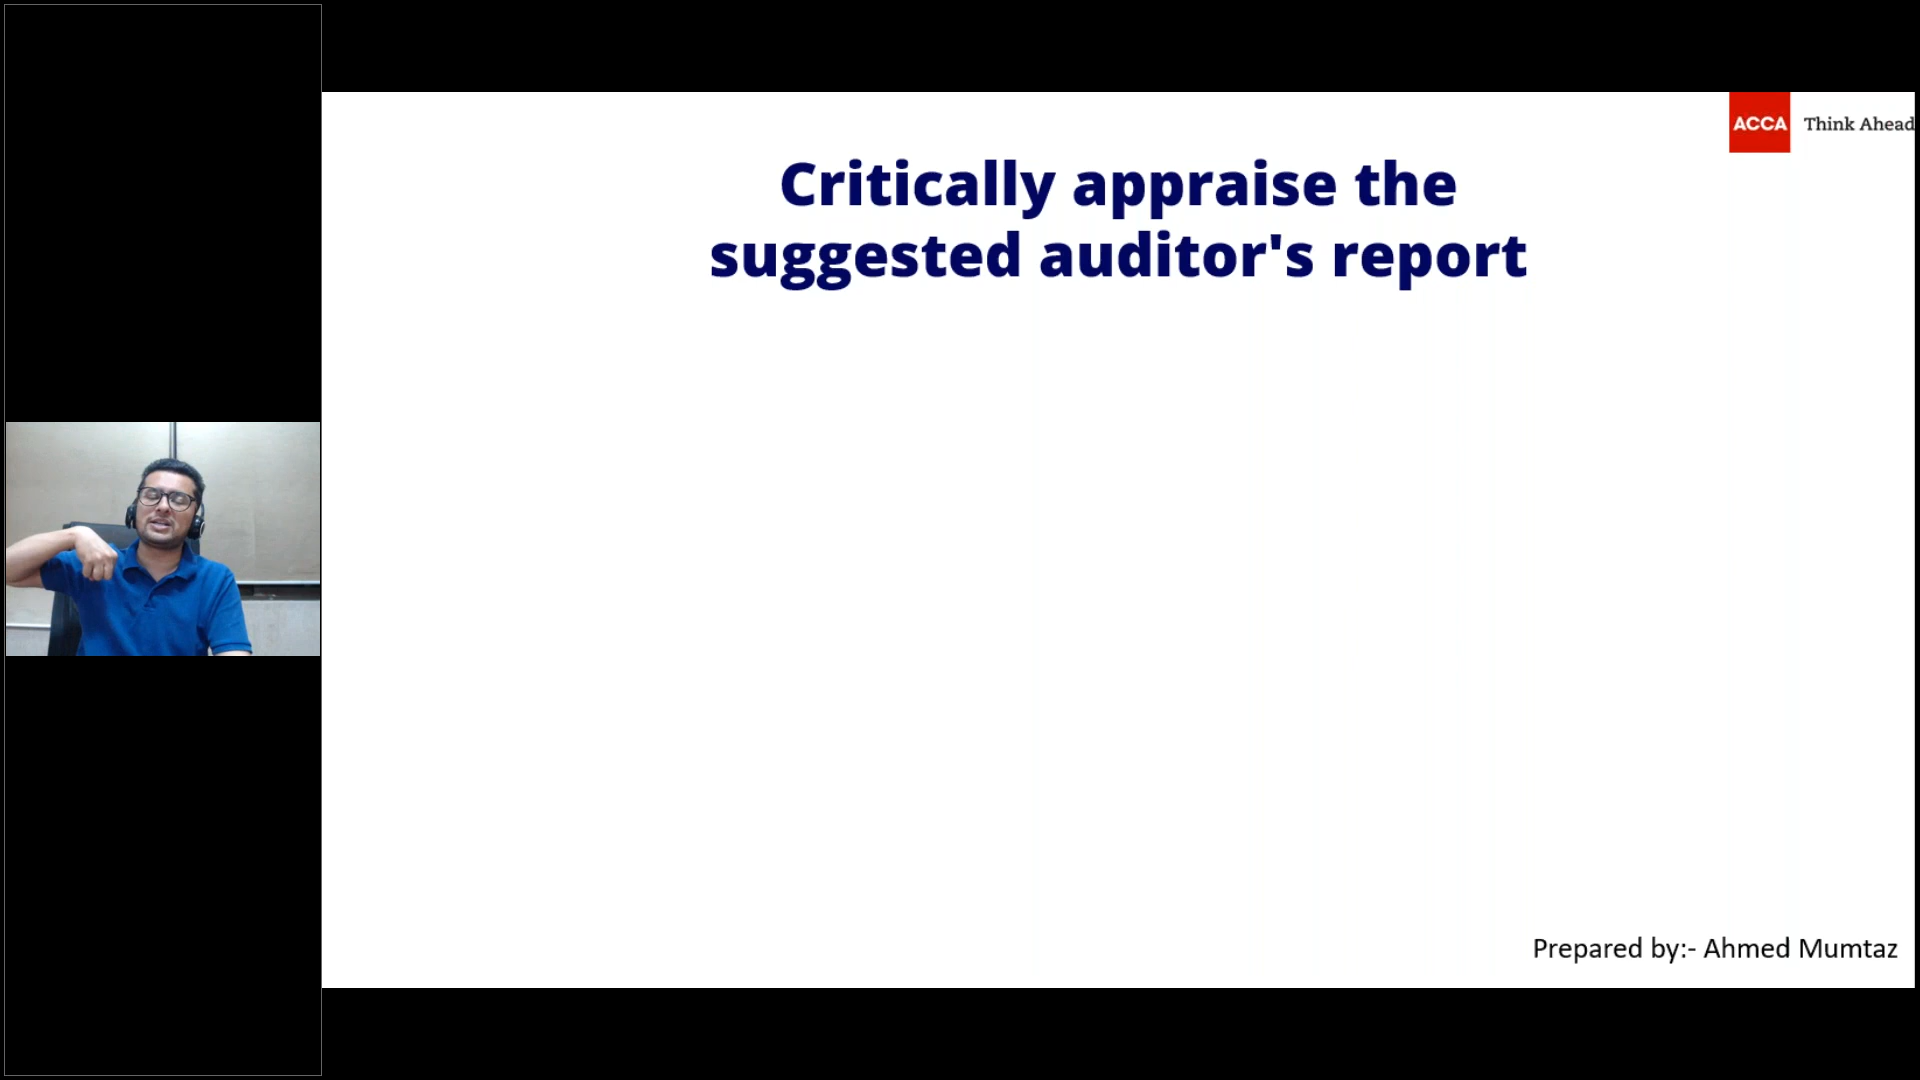 ACCA Think Ahead
Critically appraise the
suggested auditor's report
Prepared by:- Ahmed Mumtaz